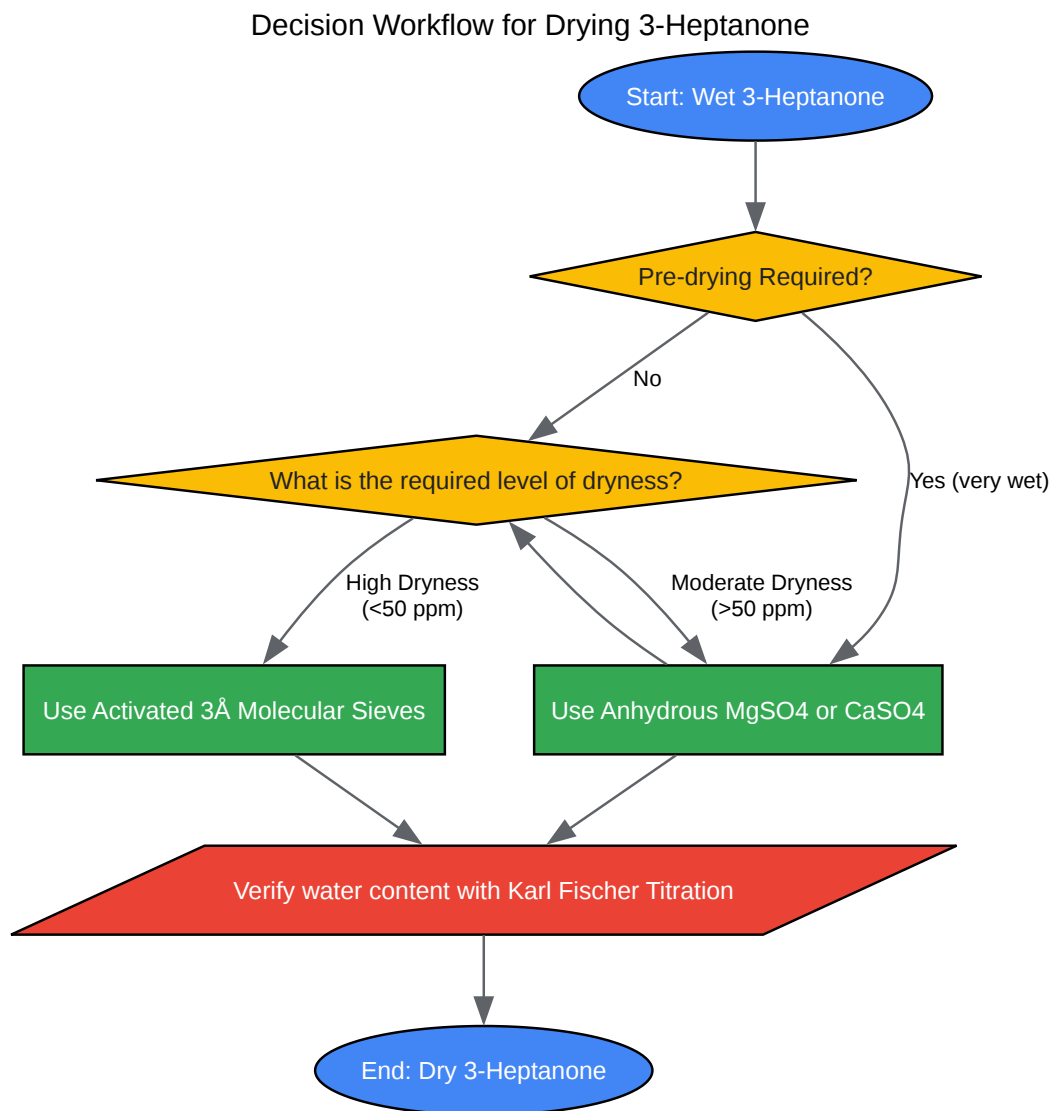 Decision Workflow for Drying 3-Heptanone
Start: Wet 3-Heptanone
Pre-drying Required?
No
What is the required level of dryness?
Yes (very wet)
High Dryness
(<50 ppm)
Moderate Dryness
(>50 ppm)
Use Activated 3Å Molecular Sieves
Use Anhydrous MgSO4 or CaSO4
Verify water content with Karl Fischer Titration
End: Dry 3-Heptanone